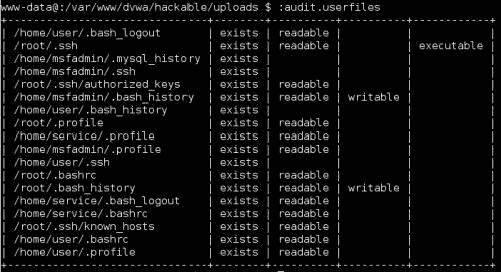 www-data@:/var/www/dvwa/hackable/uploads $ :audit.userfiles
+--------------------------------+--------+----------+----------+------------+
| /home/user/.bash_logout | exists | readable | | |
| /root/.ssh | exists | readable | | executable |
| /home/msfadmin/.mysql_history | exists | | | |
| /home/msfadmin/.ssh | exists | | | |
| /root/.ssh/authorized_keys | exists | readable | | |
| /home/msfadmin/.bash_history | exists | readable | writable | |
| /home/user/.bash_history | exists | | | |
| /root/.profile | exists | readable | | |
| /home/service/.profile | exists | readable | | |
| /home/msfadmin/.profile | exists | readable | | |
| /home/user/.ssh | exists | | | |
| /root/.bashrc | exists | readable | | |
| /root/.bash_history | exists | readable | writable | |
| /home/service/.bash_logout | exists | readable | | |
| /home/service/.bashrc | exists | readable | | |
| /root/.ssh/known_hosts | exists | readable | | |
| /home/user/.bashrc | exists | readable | | |
| /home/user/.profile | exists | readable | | |
+--------------------------------+--------+----------+----------+------------+